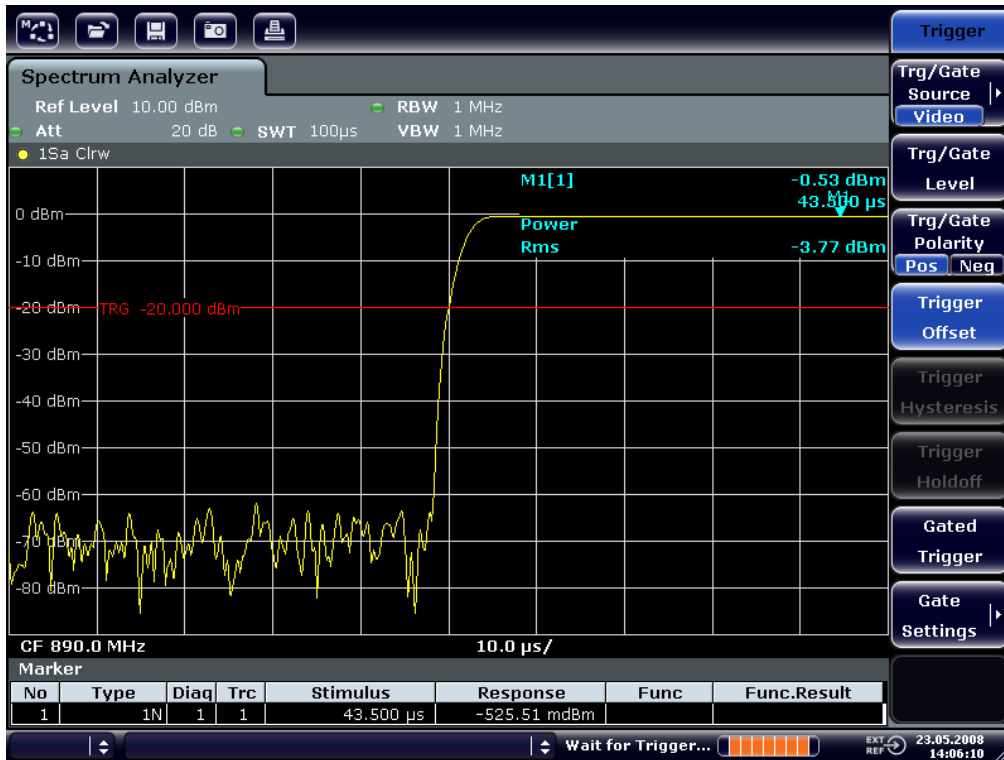 Trigger
Spectrum Analyzer
Ref Level 10.00 dBm RBW 1 MHz
Att 20 dB SWT 100µs VBW 1 MHz
1Sa Clrw
M1[1] -0.53 dBm
43.500 µs
M1
Power
Rms -3.77 dBm
0 dBm
-10 dBm
-20 dBm
TRG -20.000 dBm
-30 dBm
-40 dBm
-50 dBm
-60 dBm
-70 dBm
-80 dBm
CF 890.0 MHz 10.0 µs/
Marker
No Type Diag Trc Stimulus Response Func Func.Result
1 1N 1 1 43.500 µs -525.51 mdBm
Trg/Gate
Source
Video
Trg/Gate
Level
Trg/Gate
Polarity
Pos Neg
Trigger
Offset
Trigger
Hysteresis
Trigger
Holdoff
Gated
Trigger
Gate
Settings
Wait for Trigger...
EXT
REF
23.05.2008
14:06:10